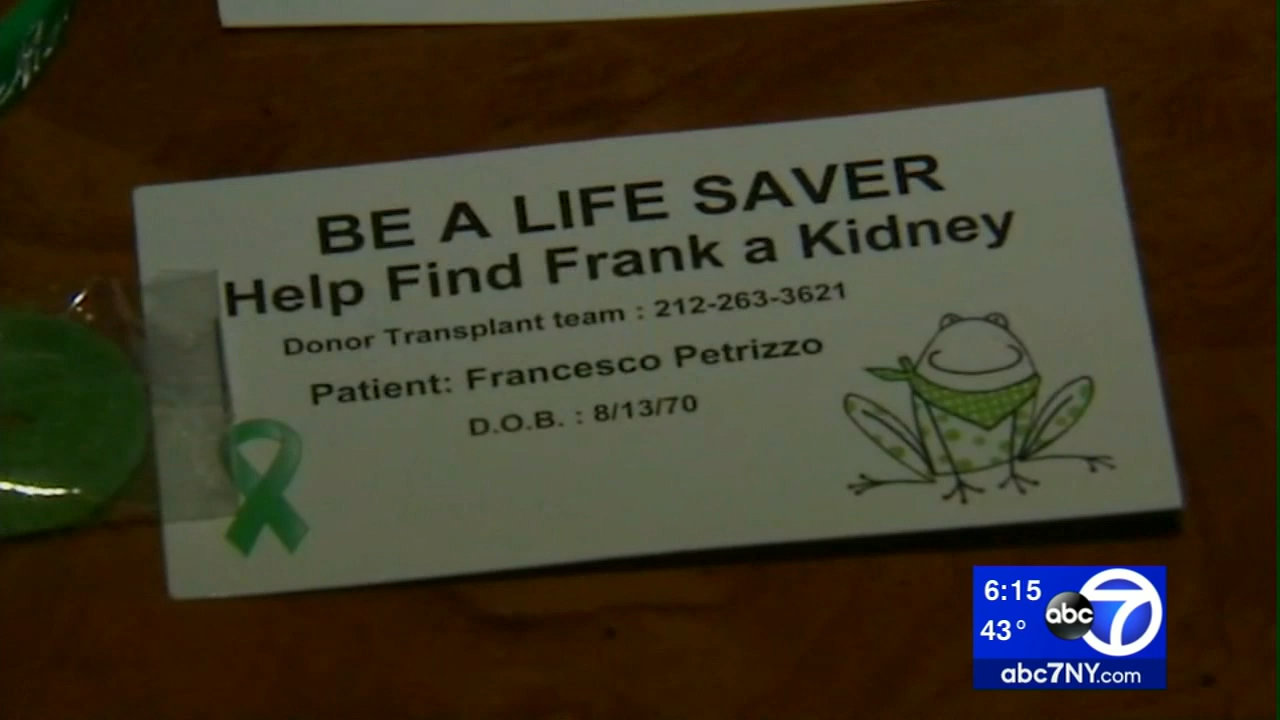 BE A LIFE SAVER
Help Find Frank a Kidney
Donor Transplant team : 212-263-3621
Patient: Francesco Petrizzo
D.O.B. : 8/13/70
6:15
43°
abc 7
abc7NY.com